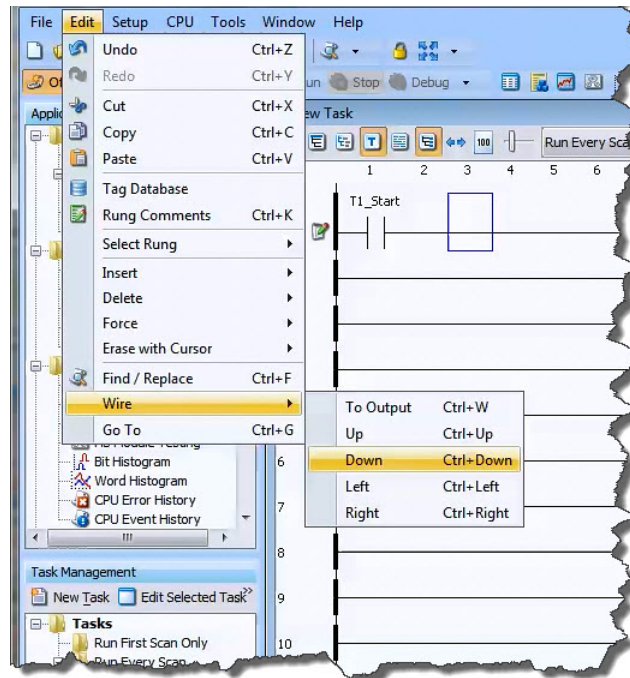 File Edit Setup CPU Tools Window Help
Undo Ctrl+Z
Redo Ctrl+Y
Cut Ctrl+X
Copy Ctrl+C
Paste Ctrl+V
Tag Database
Rung Comments Ctrl+K
Select Rung
Insert
Delete
Force
Erase with Cursor
Find / Replace Ctrl+F
Wire
Go To Ctrl+G
To Output Ctrl+W
Up Ctrl+Up
Down Ctrl+Down
Left Ctrl+Left
Right Ctrl+Right
Stop Debug
Task
100 Run Every
1 2 3 4 5 6
T1_Start
6
7
8
9
10
Bit Histogram
Word Histogram
CPU Error History
CPU Event History
Task Management
New Task Edit Selected Task
Tasks
Run First Scan Only
Run Every Scan